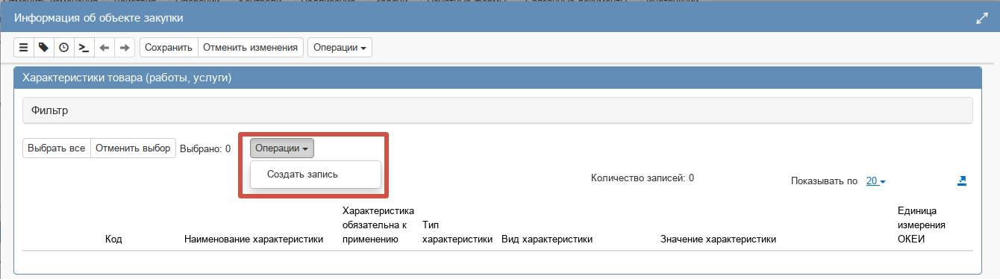 Информация об объекте закупки
Сохранить Отменить изменения Операции
Характеристики товара (работы, услуги)
Фильтр
Выбрать все Отменить выбор Выбрано: 0 Операции
Создать запись
Количество записей: 0 Показывать по 20
Код
Наименование характеристики
Характеристика
обязательна к
применению
Тип
характеристики
Вид характеристики
Значение характеристики
Единица
измерения
ОКЕИ